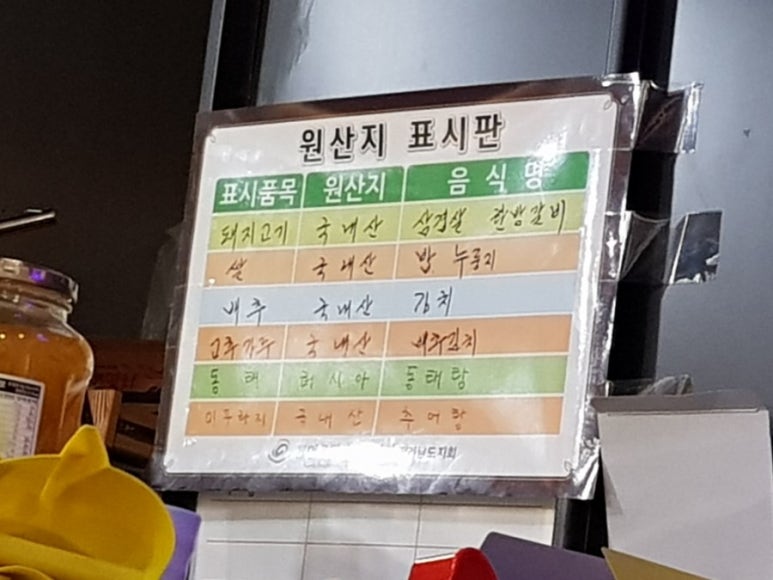 원산지 표시판
표시품목 원산지 음식명
돼지고기 국내산 삼겹살 한방갈비
쌀 국내산 밥, 누룽지
배추 국내산 김치
고추가루 국내산 배추김치
동태 러시아 동태탕
미꾸라지 국내산 추어탕